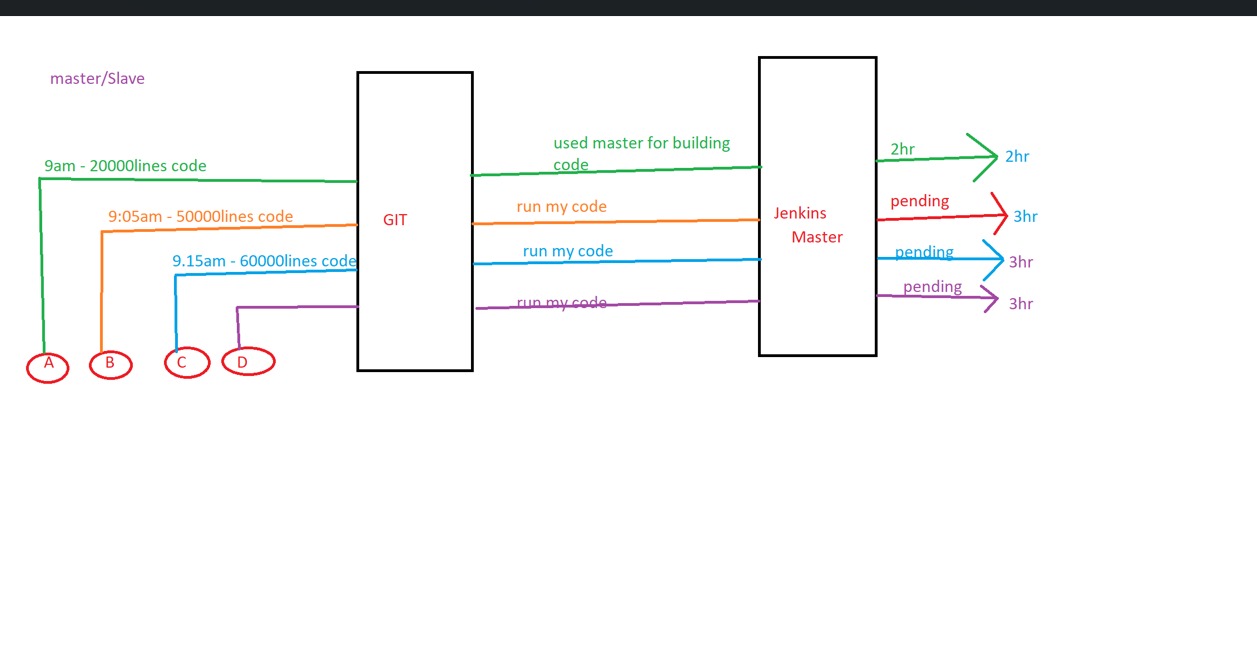 master/Slave
9am - 20000lines code
9:05am - 50000lines code
9.15am - 60000lines code
A
B
C
D
GIT
used master for building
code
run my code
run my code
run my code
Jenkins
Master
2hr
2hr
pending
3hr
pending
3hr
pending
3hr